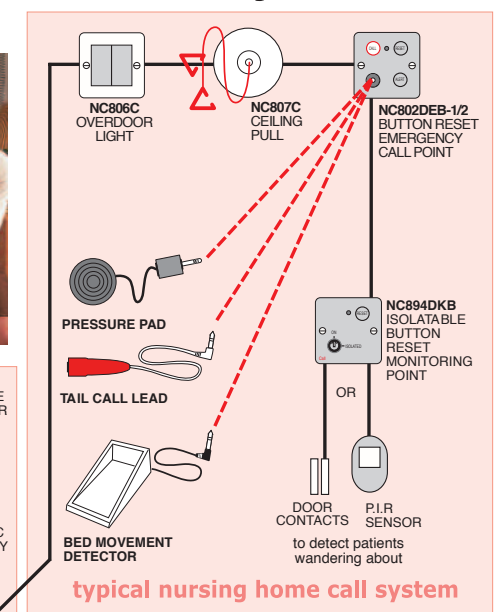 CALL
RESET
ALERT
NC806C
OVERDOOR
LIGHT
NC807C
CEILING
PULL
NC802DEB-1/2
BUTTON RESET
EMERGENCY
CALL POINT
PRESSURE PAD
TAIL CALL LEAD
BED MOVEMENT
DETECTOR
RESET
ON
ISOLATED
NC894DKB
ISOLATABLE
BUTTON
RESET
MONITORING
POINT
OR
DOOR
CONTACTS
P.I.R
SENSOR
to detect patients
wandering about
typical nursing home call system
E
R
C
Y